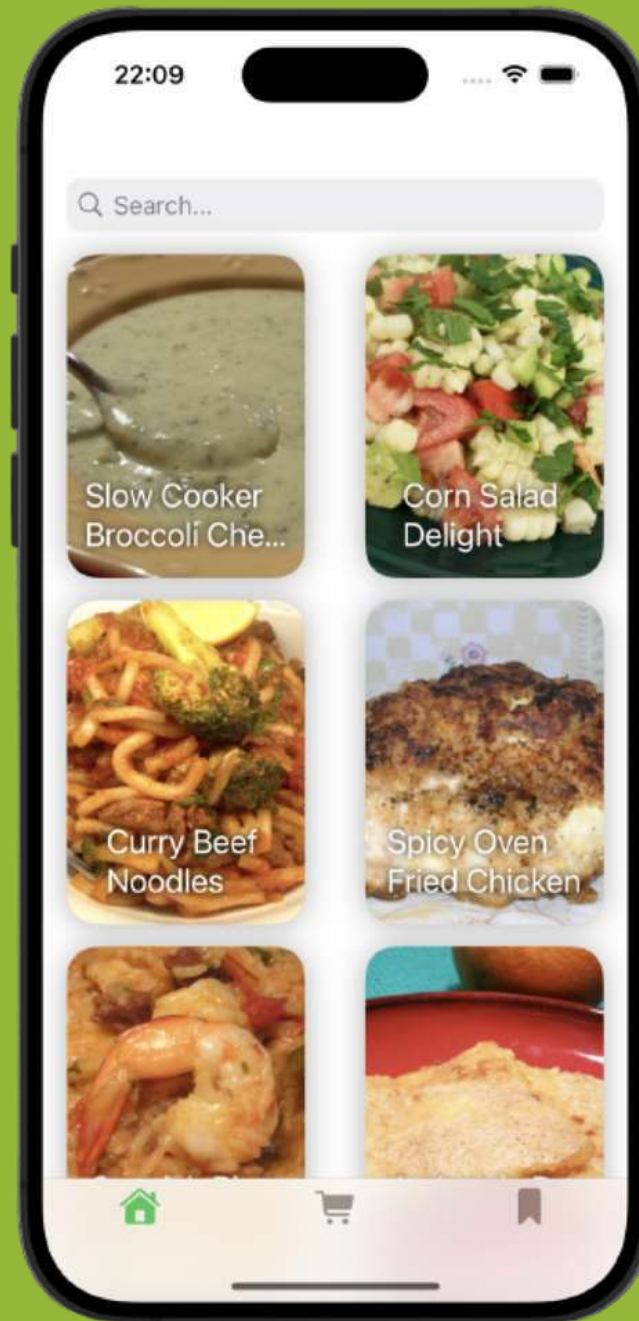 22:09
Search...
Slow Cooker
Broccoli Che...
Corn Salad
Delight
Curry Beef
Noodles
Spicy Oven
Fried Chicken